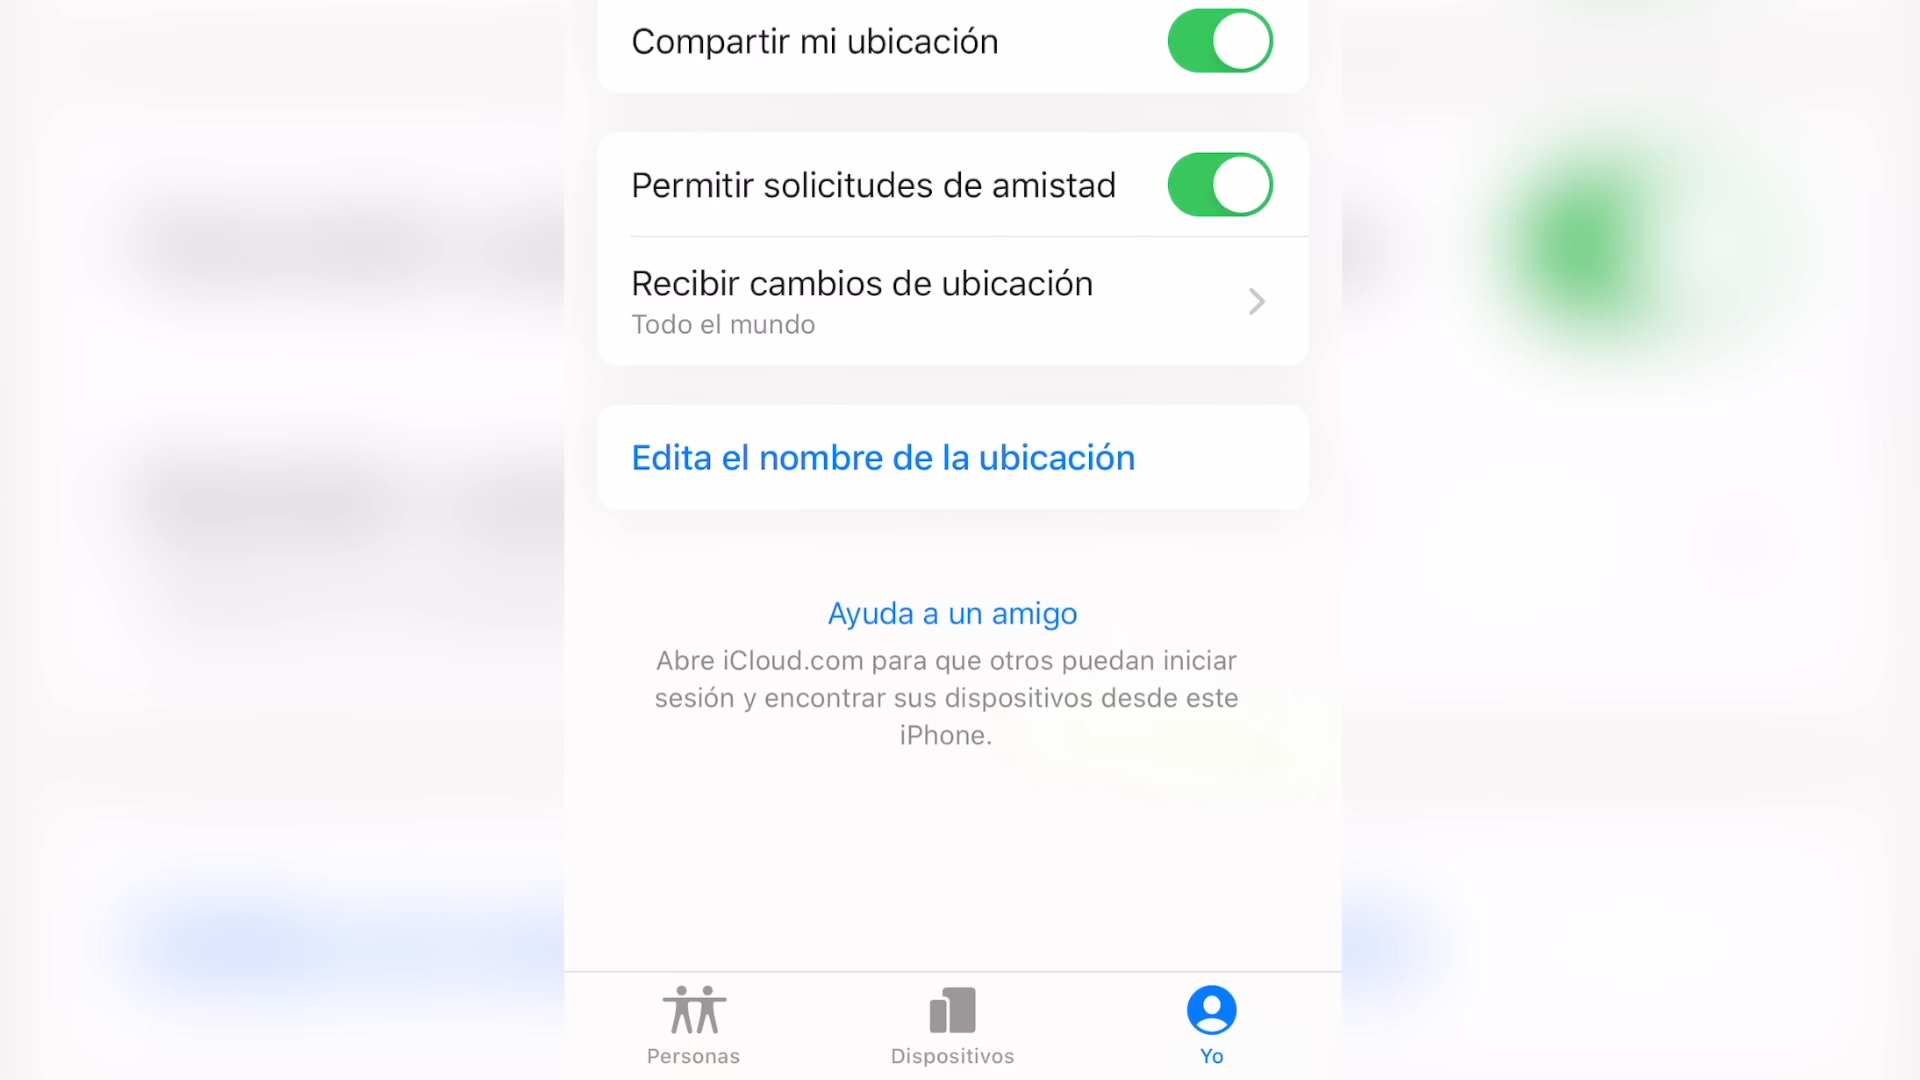 Compartir mi ubicación
Permitir solicitudes de amistad
Recibir cambios de ubicación
Todo el mundo
Edita el nombre de la ubicación
Ayuda a un amigo
Abre iCloud.com para que otros puedan iniciar
sesión y encontrar sus dispositivos desde este
iPhone.
Personas
Dispositivos
Yo